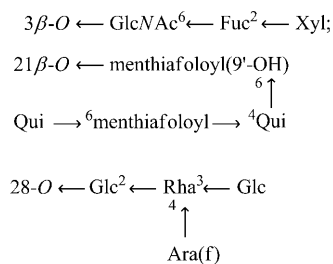 3β-O ← GlcNAc⁶ ← Fuc² ← Xyl;
21β-O ← menthiafoloyl(9'-OH)
6
↑
Qui → ⁶menthiafoloyl → ⁴Qui
28-O ← Glc² ← Rha³ ← Glc
4
↑
Ara(f)